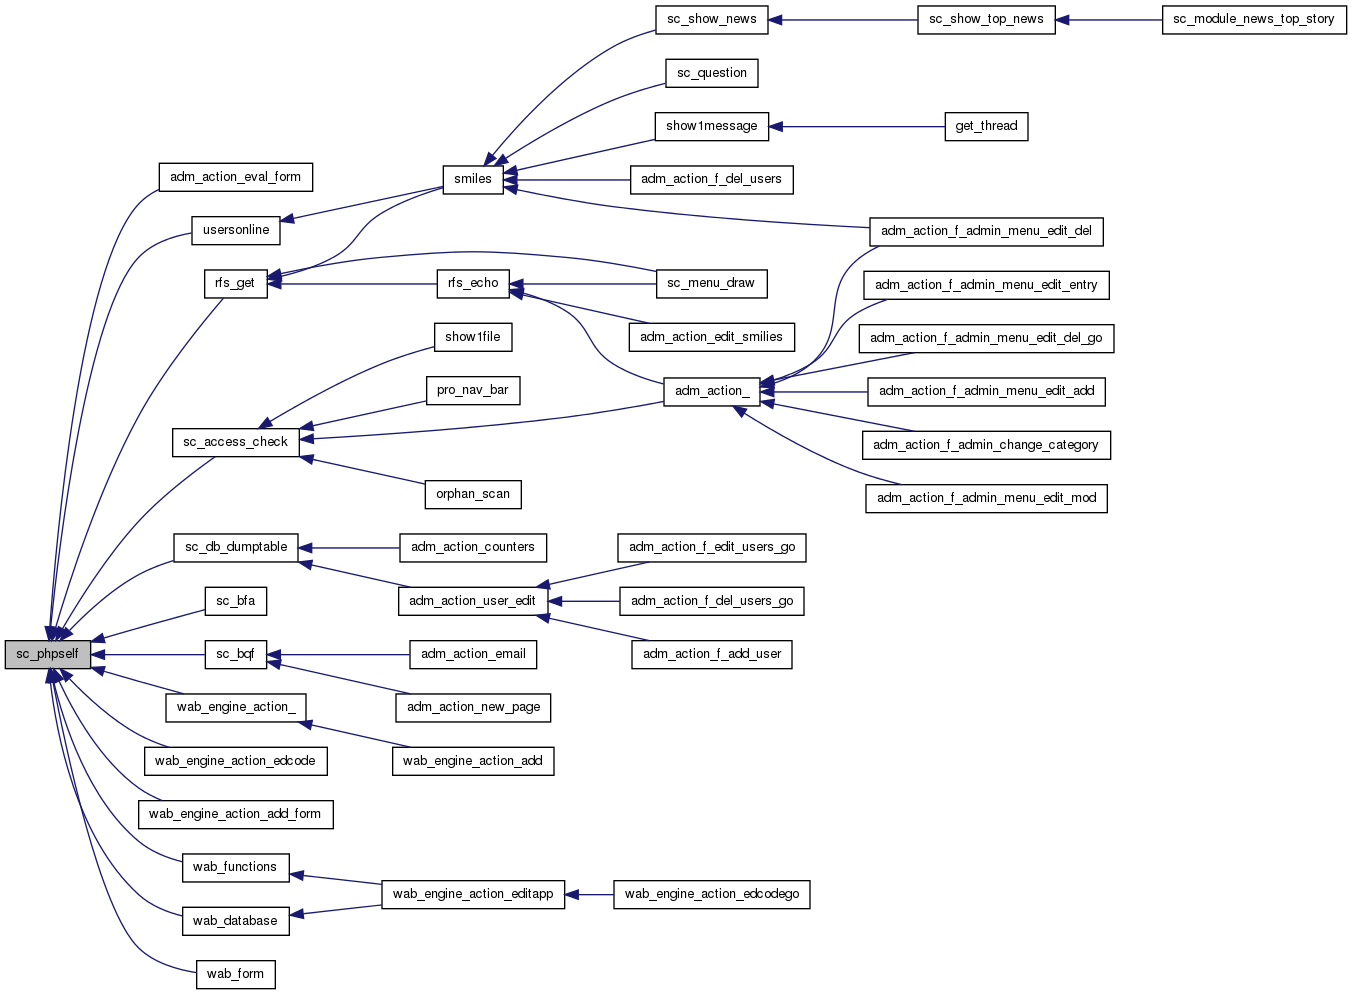 sc_show_news
sc_show_top_news
sc_module_news_top_story
sc_question
show1message
get_thread
adm_action_eval_form
smiles
adm_action_f_del_users
usersonline
adm_action_f_admin_menu_edit_del
rfs_get
rfs_echo
sc_menu_draw
adm_action_f_admin_menu_edit_entry
show1file
adm_action_edit_smilies
adm_action_f_admin_menu_edit_del_go
pro_nav_bar
adm_action_
adm_action_f_admin_menu_edit_add
sc_access_check
adm_action_f_admin_change_category
orphan_scan
adm_action_f_admin_menu_edit_mod
sc_db_dumptable
adm_action_counters
adm_action_f_edit_users_go
sc_bfa
adm_action_user_edit
adm_action_f_del_users_go
sc_phpself
sc_bqf
adm_action_email
adm_action_f_add_user
wab_engine_action_
adm_action_new_page
wab_engine_action_edcode
wab_engine_action_add
wab_engine_action_add_form
wab_functions
wab_engine_action_editapp
wab_engine_action_edcodego
wab_database
wab_form